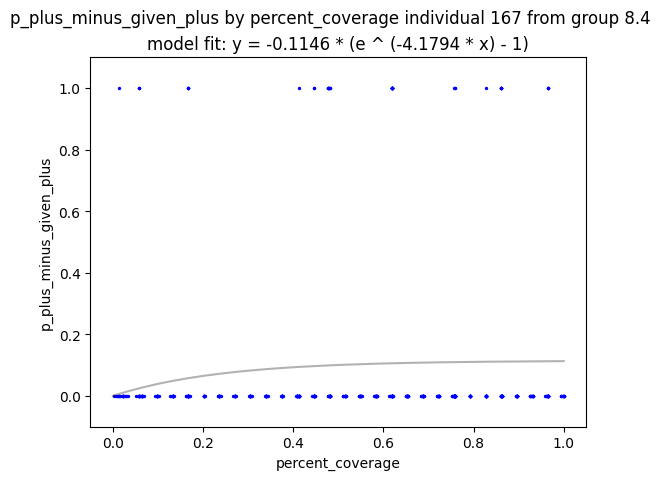 p_plus_minus_given_plus by percent_coverage individual 167 from group 8.4
model fit: y = -0.1146 * (e ^ (-4.1794 * x) - 1)
1.0
0.8
0.6
0.4
0.2
0.0
p_plus_minus_given_plus
0.0 0.2 0.4 0.6 0.8 1.0
percent_coverage